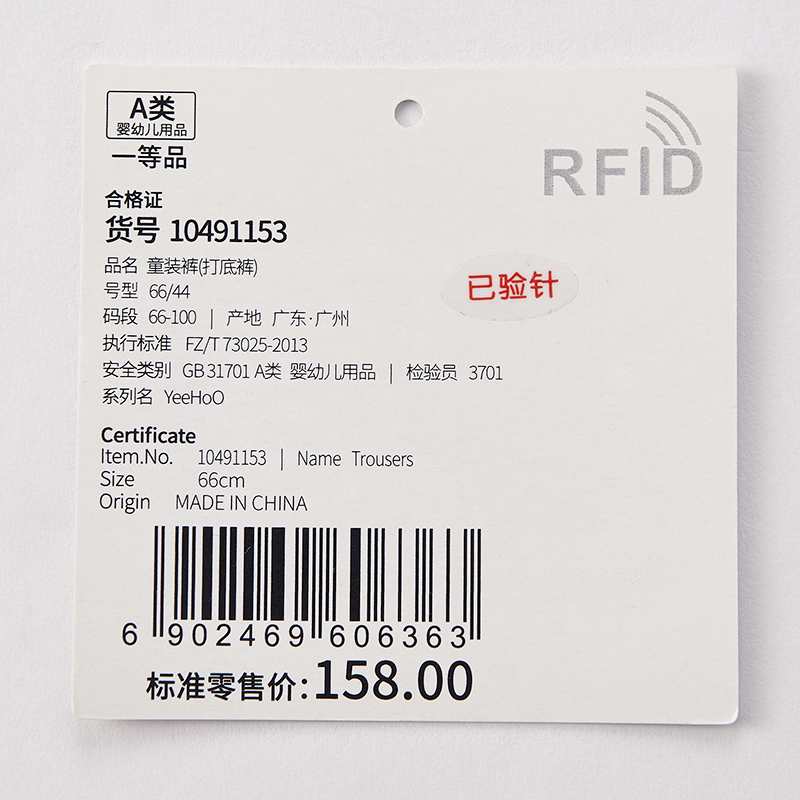 A类
婴幼儿用品
一等品
RFID
合格证
货号 10491153
品名 童装裤(打底裤)
号型 66/44
已验针
码段 66-100 | 产地 广东·广州
执行标准 FZ/T 73025-2013
安全类别 GB 31701 A类 婴幼儿用品 | 检验员 3701
系列名 YeeHoO
Certificate
Item.No. 10491153 | Name Trousers
Size 66cm
Origin MADE IN CHINA
6 902469 606363
标准零售价:158.00